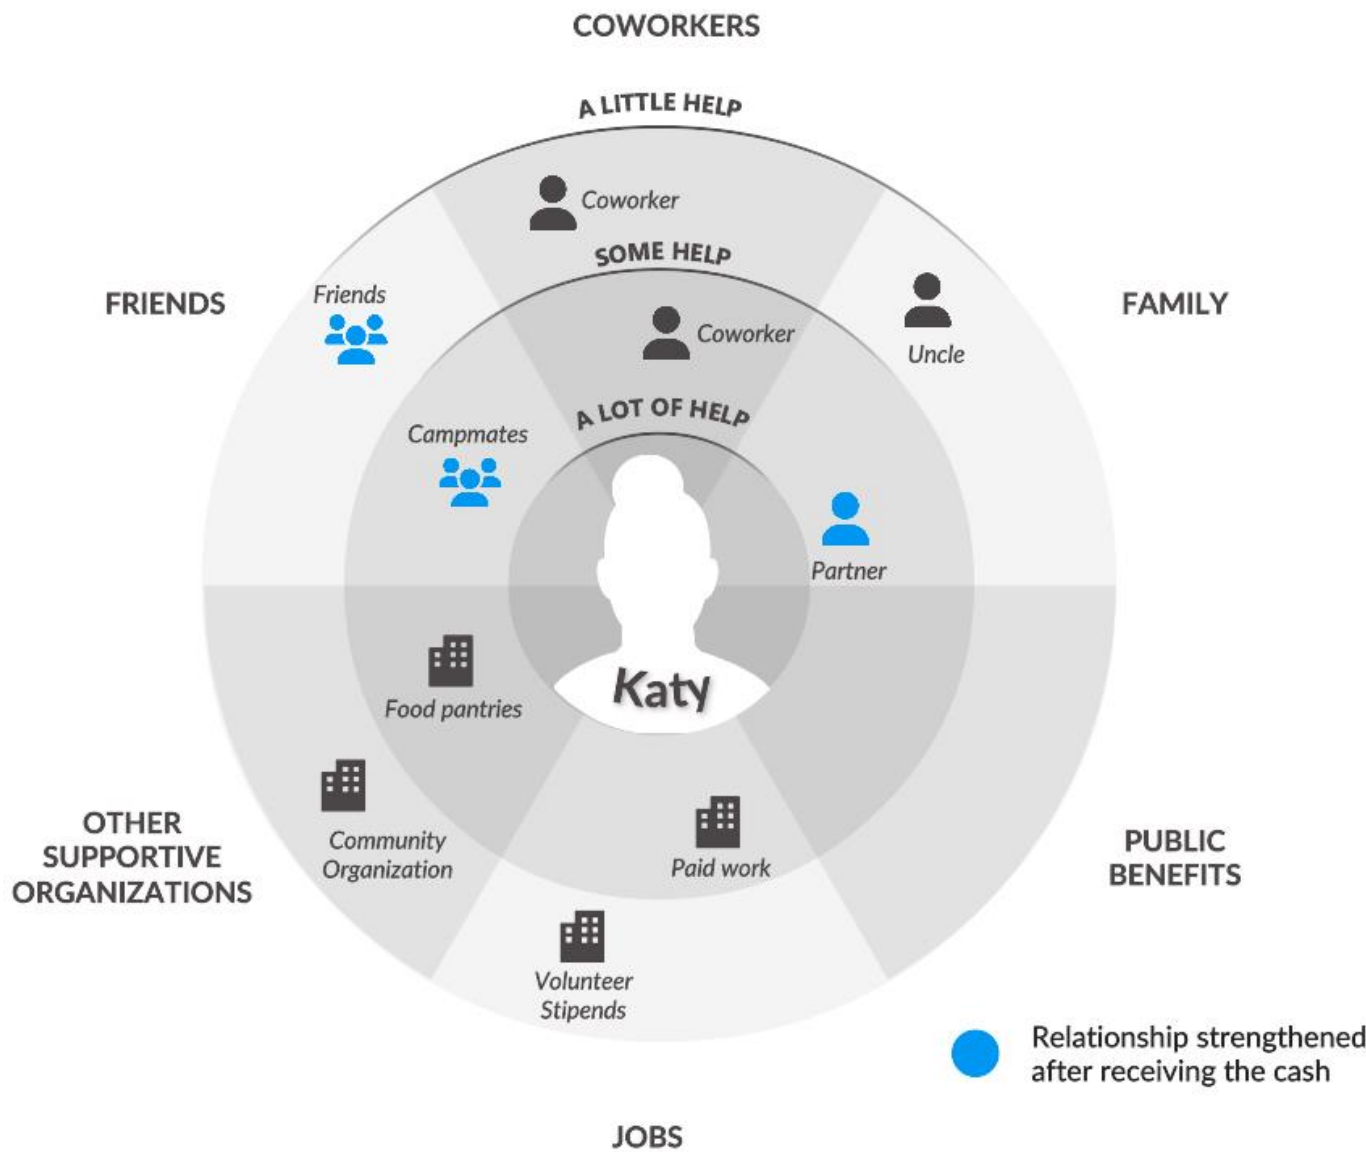 COWORKERS
A LITTLE HELP
Coworker
SOME HELP
FRIENDS
Friends
Coworker
FAMILY
Uncle
A LOT OF HELP
Campmates
Partner
Katy
Food pantries
OTHER
SUPPORTIVE
ORGANIZATIONS
Community
Organization
Paid work
PUBLIC
BENEFITS
Volunteer
Stipends
Relationship strengthened
after receiving the cash
JOBS